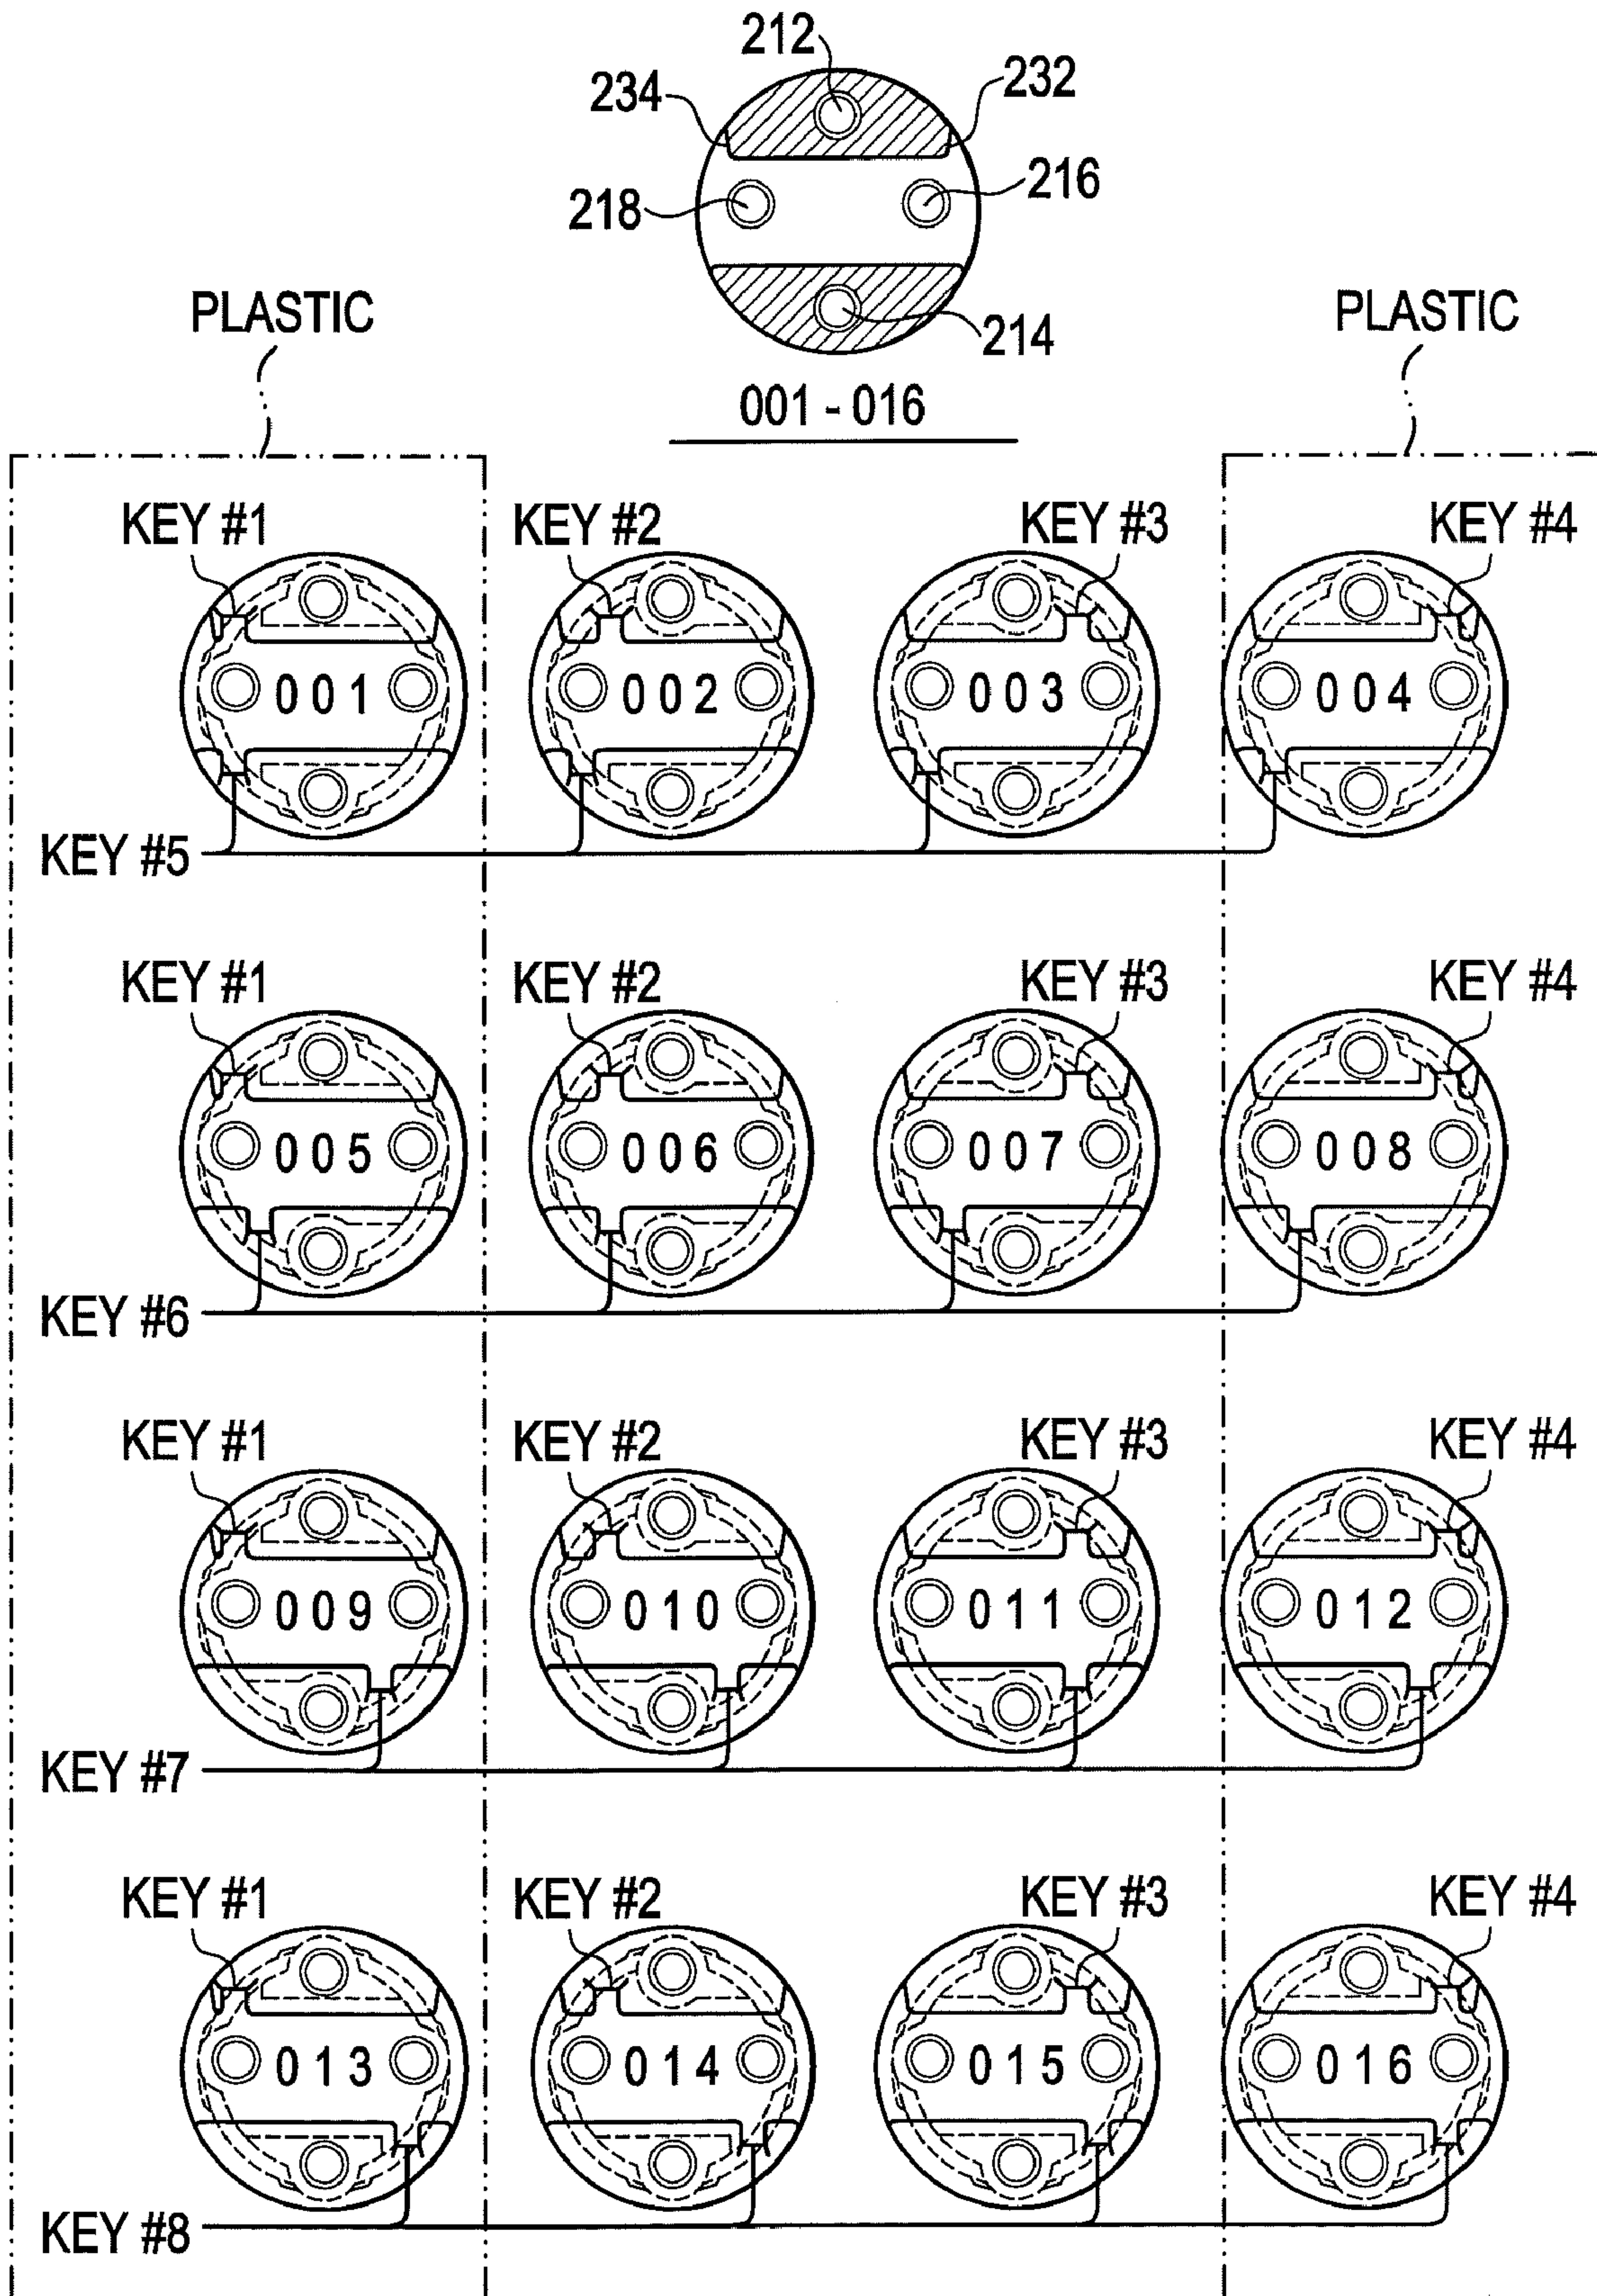 212
234
232
218
216
214
PLASTIC
PLASTIC
001 - 016
KEY #1 KEY #2 KEY #3 KEY #4
001 002 003 004
KEY #5
KEY #1 KEY #2 KEY #3 KEY #4
005 006 007 008
KEY #6
KEY #1 KEY #2 KEY #3 KEY #4
009 010 011 012
KEY #7
KEY #1 KEY #2 KEY #3 KEY #4
013 014 015 016
KEY #8